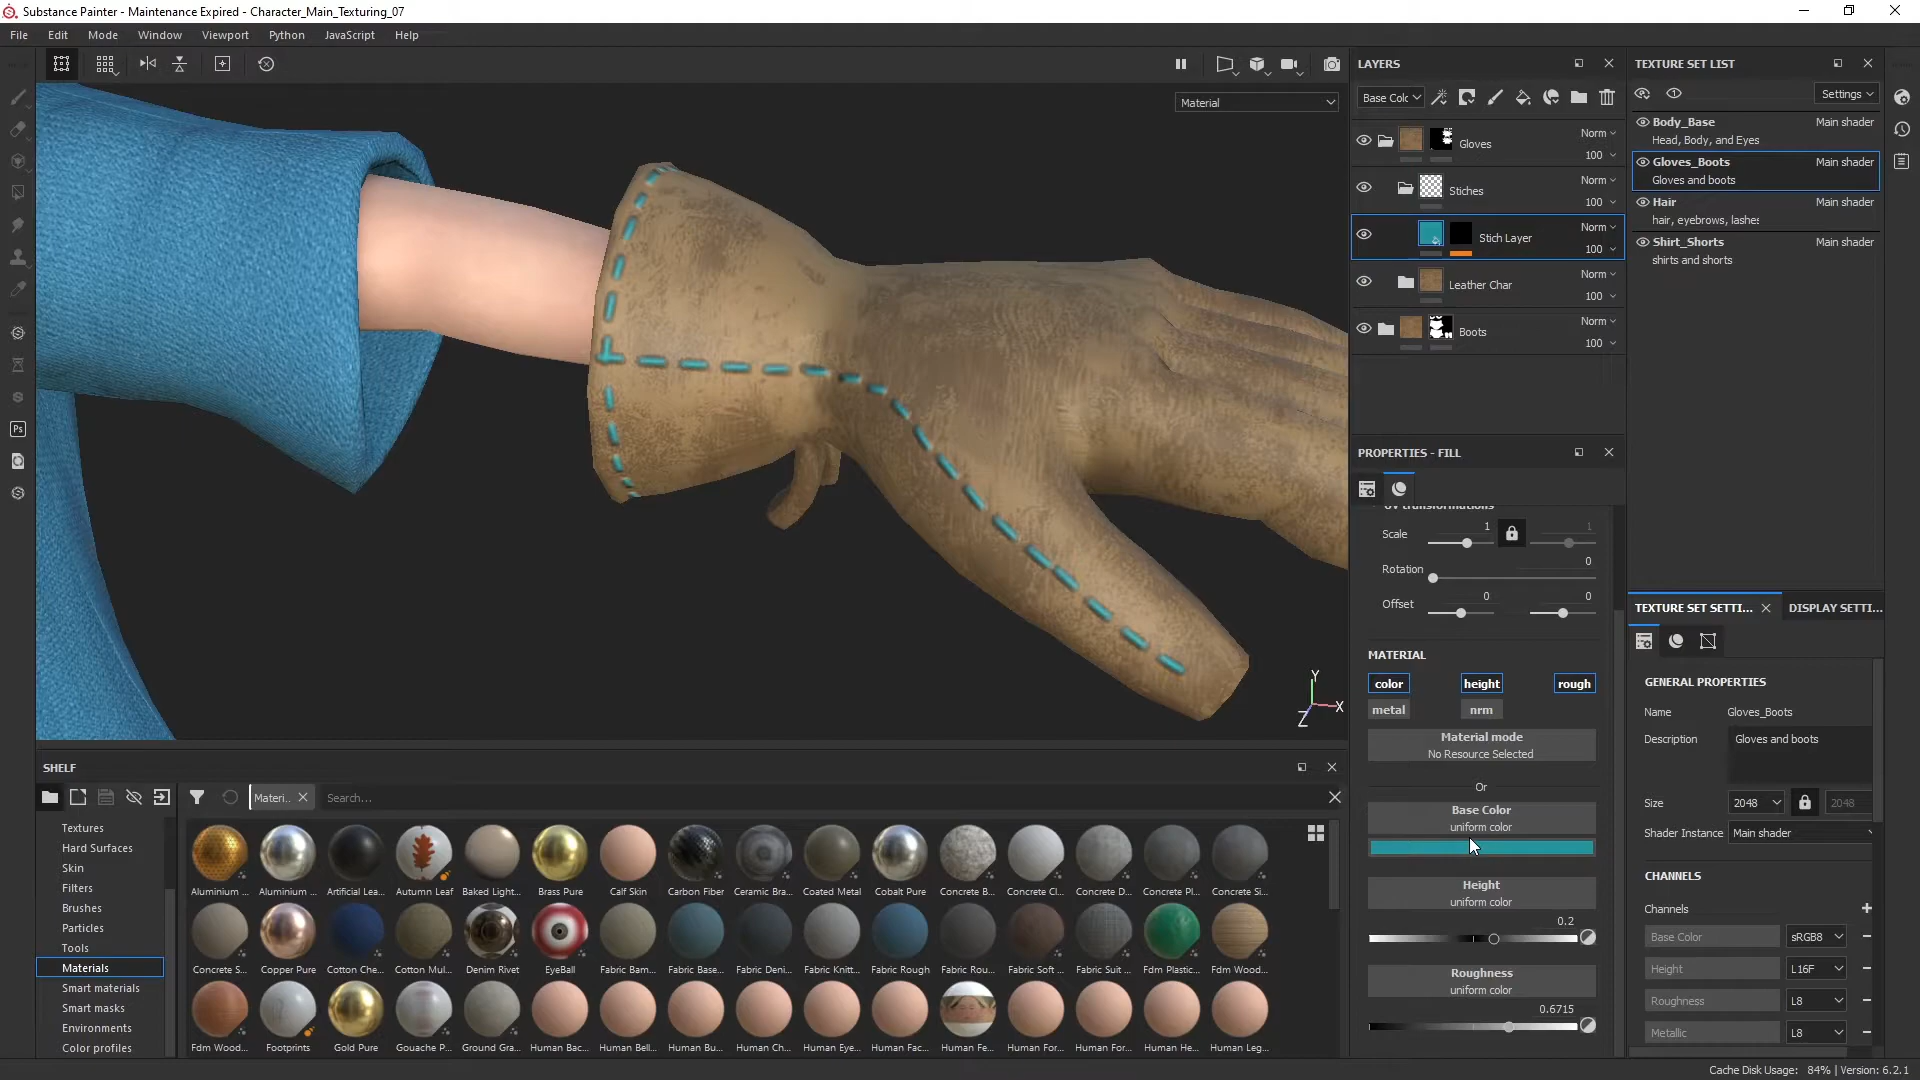 Substance Painter - Maintenance Expired - Character_Main_Texturing_07
File Edit Mode Window Viewport Python JavaScript Help
Material
LAYERS
Base Colc
Gloves Norm 100
Stiches Norm 100
Stich Layer Norm 100
Leather Char Norm 100
Boots Norm 100
TEXTURE SET LIST
Settings
Body_Base Main shader
Head, Body, and Eyes
Gloves_Boots Main shader
Gloves and boots
Hair Main shader
hair, eyebrows, lashes
Shirt_Shorts Main shader
shirts and shorts
PROPERTIES - FILL
UV transformations
Scale 1 1
Rotation 0
Offset 0 0
MATERIAL
color height rough
metal nrm
Material mode
No Resource Selected
Or
Base Color
uniform color
Height
uniform color
0.2
Roughness
uniform color
0.6715
TEXTURE SET SETTI... DISPLAY SETTI...
GENERAL PROPERTIES
Name Gloves_Boots
Description Gloves and boots
Size 2048 2048
Shader Instance Main shader
CHANNELS
Channels
Base Color sRGB8
Height L16F
Roughness L8
Metallic L8
X
Y
Z
Ps
SHELF
Materi..
Search...
Textures
Hard Surfaces
Skin
Filters
Brushes
Particles
Tools
Materials
Smart materials
Smart masks
Environments
Color profiles
Aluminium ... Aluminium ... Artificial Lea... Autumn Leaf Baked Light... Brass Pure Calf Skin Carbon Fiber Ceramic Bra... Coated Metal Cobalt Pure Concrete B... Concrete Cl... Concrete D... Concrete Pl... Concrete Si...
Concrete S... Copper Pure Cotton Che... Cotton Mul... Denim Rivet EyeBall Fabric Bam... Fabric Base... Fabric Deni... Fabric Knitt... Fabric Rough Fabric Rou... Fabric Soft ... Fabric Suit ... Fdm Plastic... Fdm Wood...
Fdm Wood... Footprints Gold Pure Gouache P... Ground Gra... Human Bac... Human Bell... Human Bu... Human Ch... Human Eye... Human Fac... Human Fe... Human For... Human For... Human He... Human Leg...
Cache Disk Usage: 84% | Version: 6.2.1